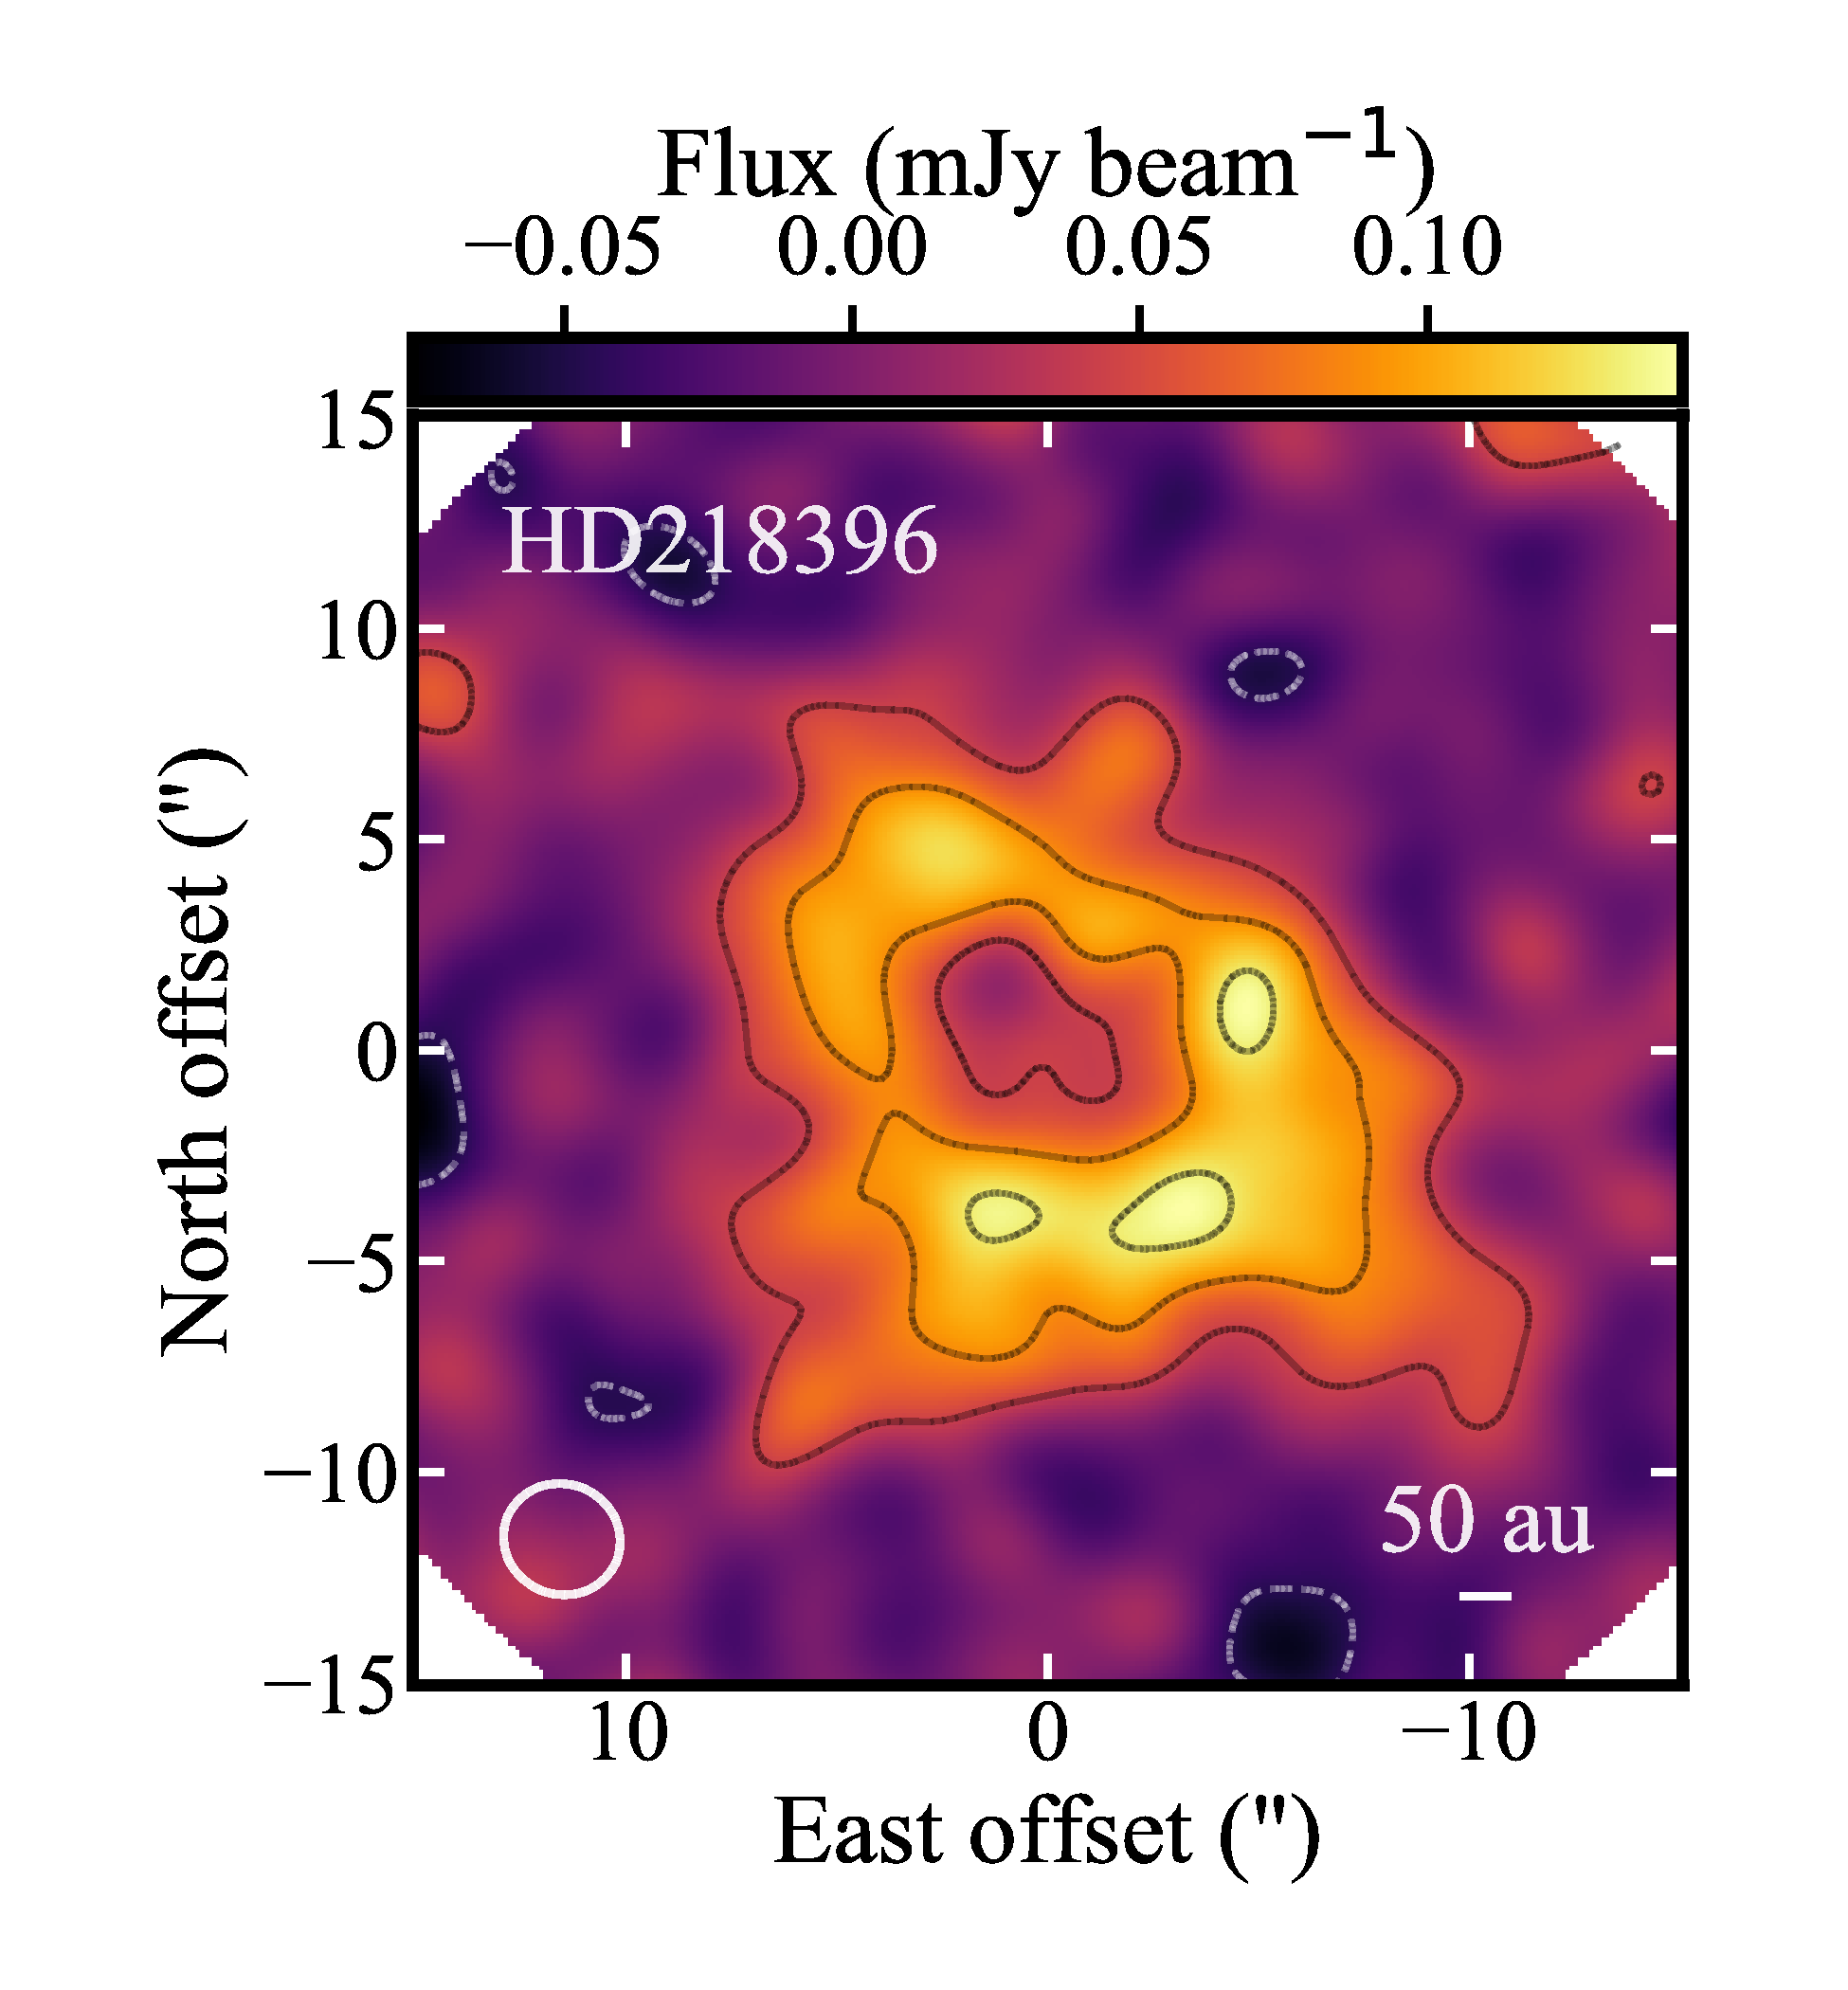 Flux (mJy beam⁻¹)
−0.05 0.00 0.05 0.10
15
HD218396
10
5
0
−5
−10
−15
North offset (")
50 au
10 0 −10
East offset (")